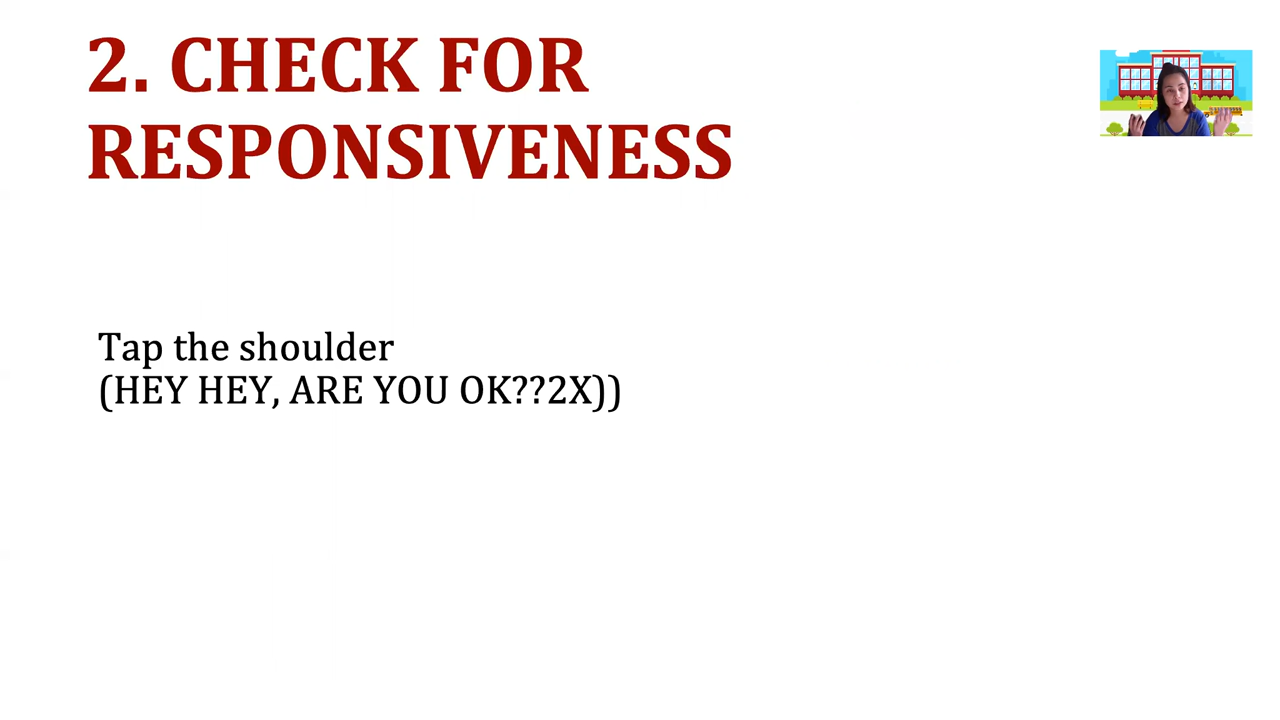 2. CHECK FOR
RESPONSIVENESS
Tap the shoulder
(HEY HEY, ARE YOU OK??2X))